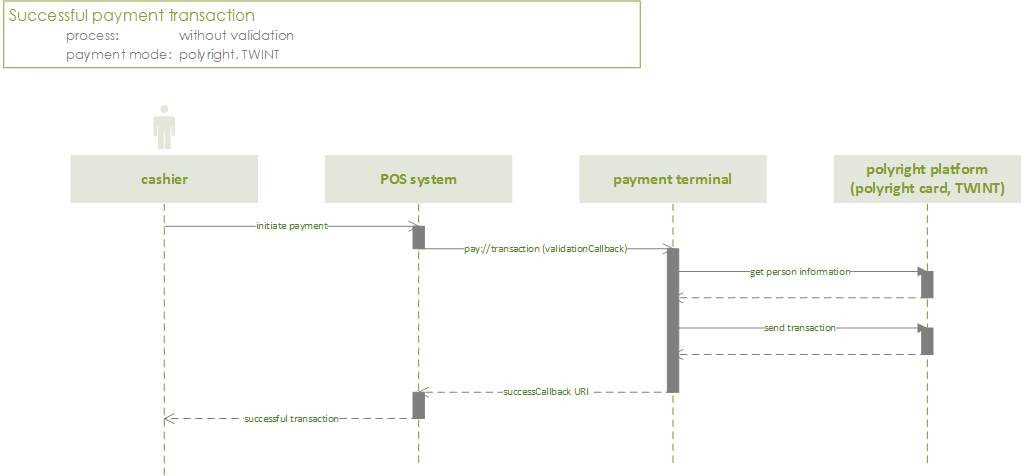 Successful payment transaction
process: without validation
payment mode: polyright, TWINT
cashier
POS system
payment terminal
polyright platform
(polyright card, TWINT)
initiate payment
pay://transaction (validationCallback)
get person information
send transaction
successCallback URI
successful transaction